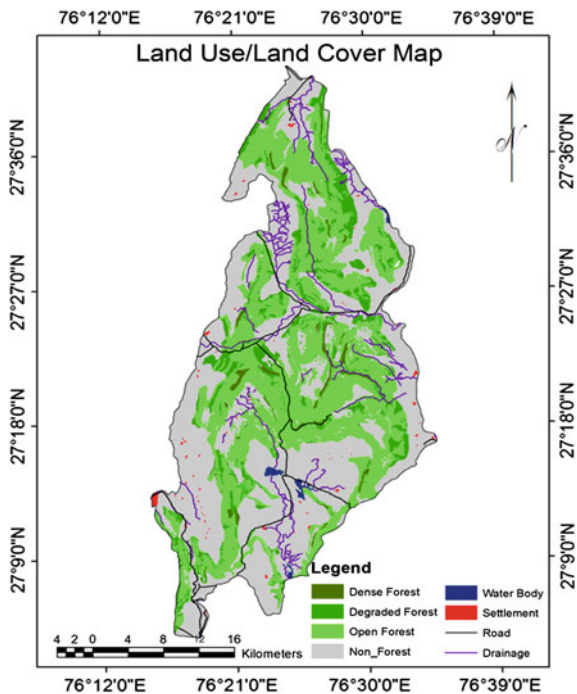 76°12'0"E 76°21'0"E 76°30'0"E 76°39'0"E
Land Use/Land Cover Map
N
27°36'0"N 27°36'0"N
27°27'0"N 27°27'0"N
27°18'0"N 27°18'0"N
27°9'0"N 27°9'0"N
Legend
Dense Forest Water Body
Degraded Forest Settlement
Open Forest Road
Non_Forest Drainage
4 2 0 4 8 12 16
Kilometers
76°12'0"E 76°21'0"E 76°30'0"E 76°39'0"E